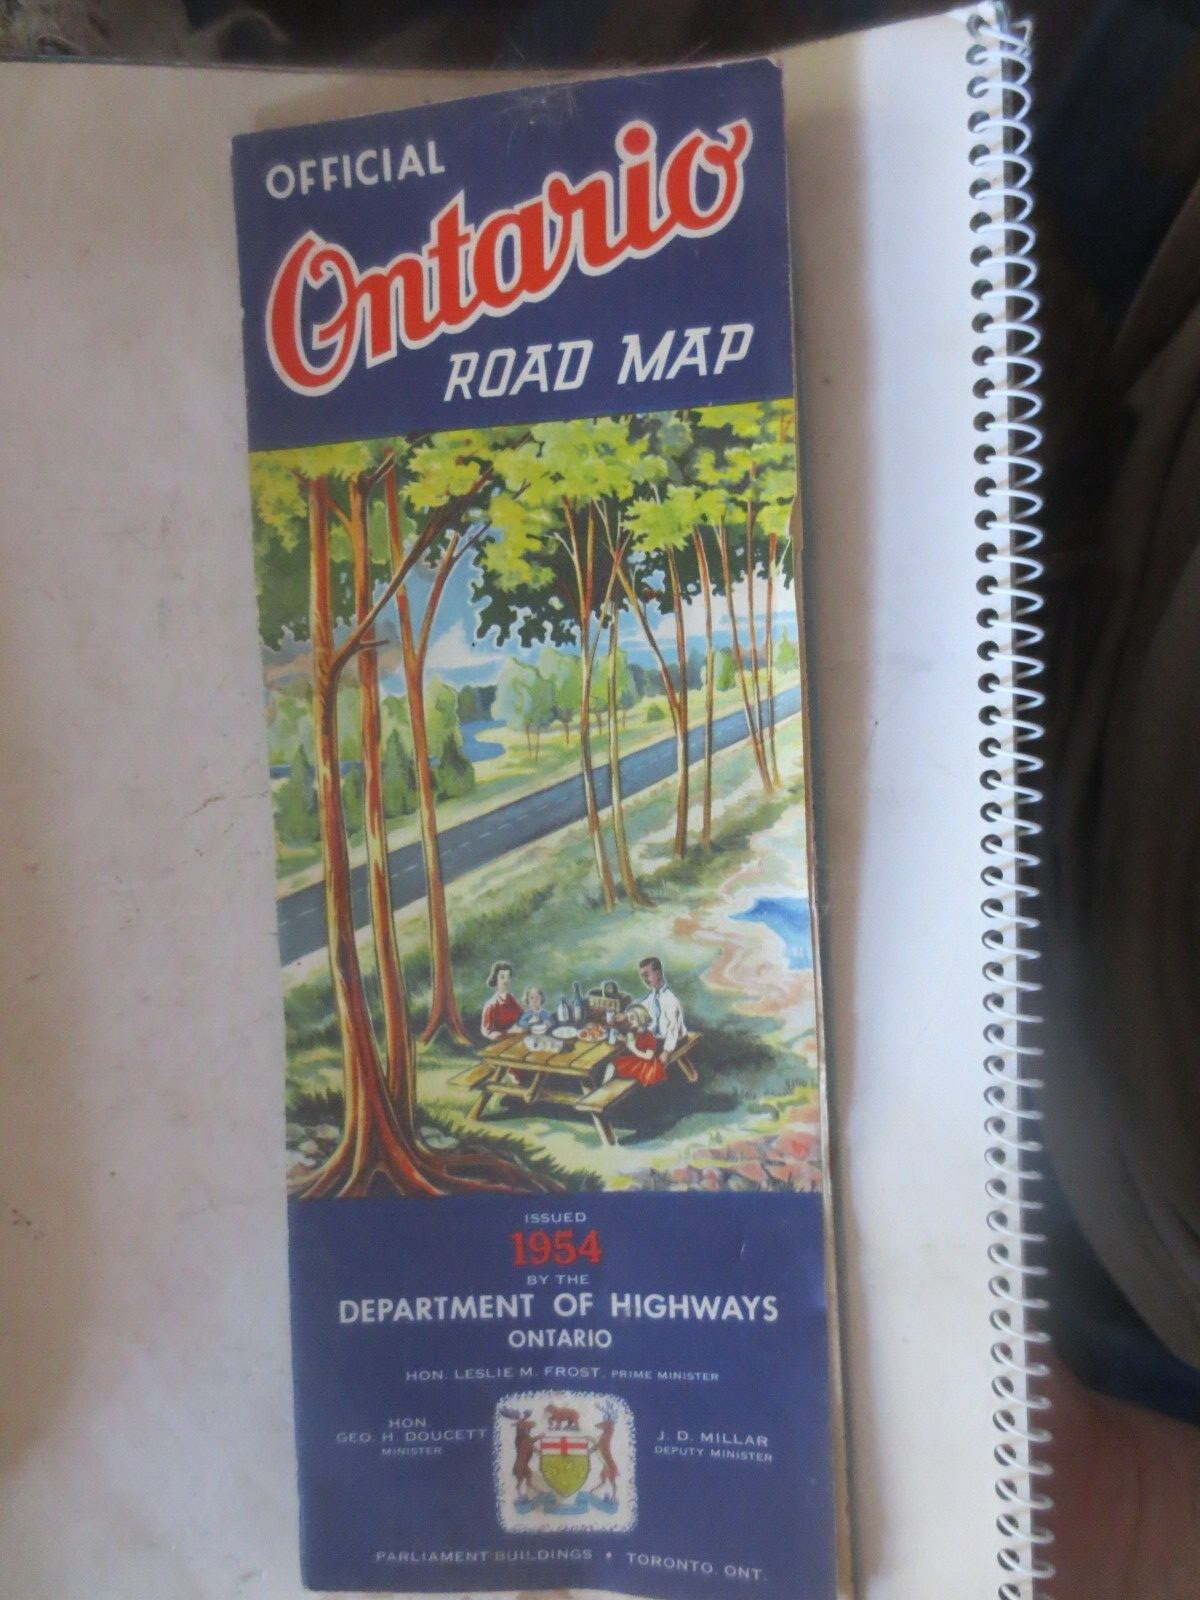 OFFICIAL
Ontario
ROAD MAP
ISSUED
1954
BY THE
DEPARTMENT OF HIGHWAYS
ONTARIO
HON. LESLIE M. FROST, PRIME MINISTER
HON.
GEO. H. DOUCETT
MINISTER
J. D. MILLAR
DEPUTY MINISTER
PARLIAMENT BUILDINGS • TORONTO, ONT.